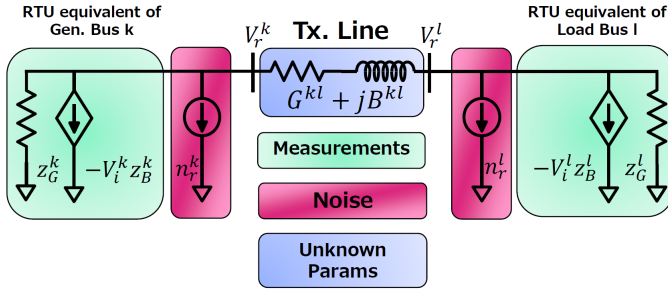 RTU equivalent of
Gen. Bus k
V_r^k
Tx. Line
V_r^l
RTU equivalent of
Load Bus l
G^{kl} + jB^{kl}
z_G^k
-V_i^k z_B^k
n_r^k
n_r^l
-V_i^l z_B^l
z_G^l
Measurements
Noise
Unknown
Params